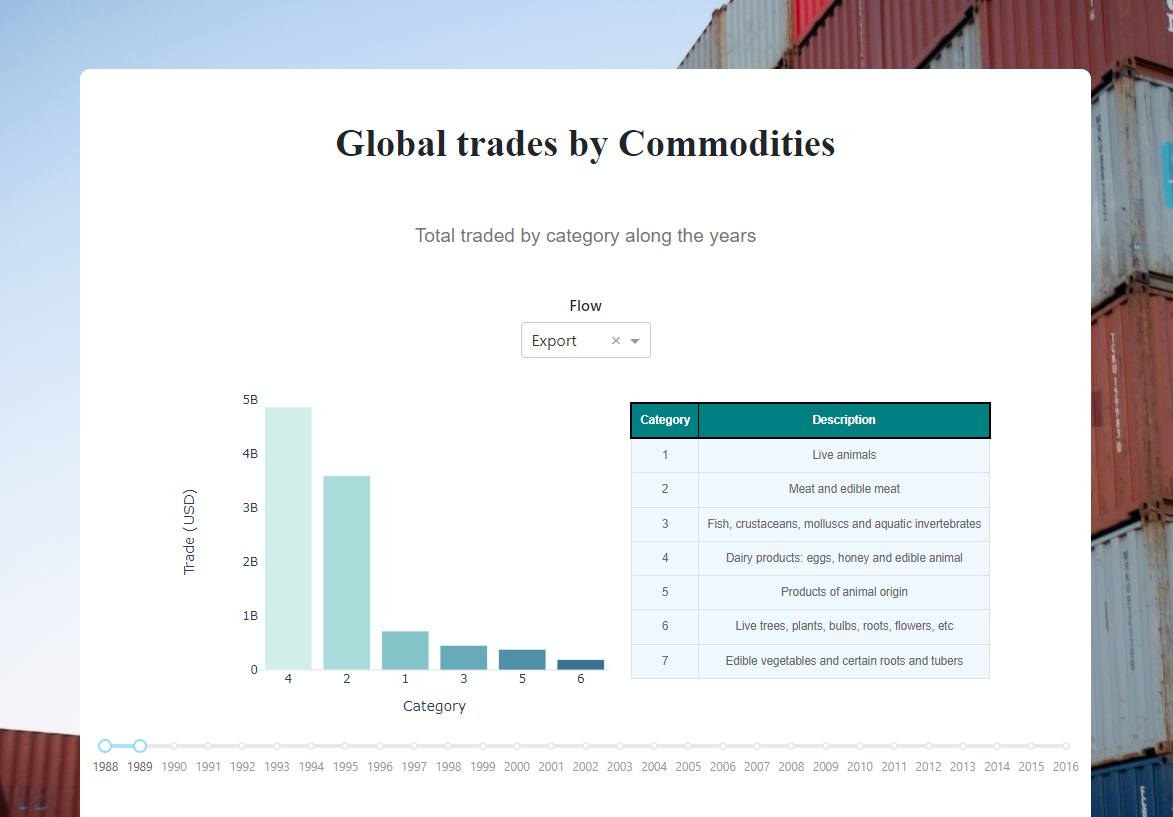 Global trades by Commodities
Total traded by category along the years
Flow
Export ×
5B
4B
3B
2B
1B
0
Trade (USD)
4 2 1 3 5 6
Category
Category Description
1 Live animals
2 Meat and edible meat
3 Fish, crustaceans, molluscs and aquatic invertebrates
4 Dairy products: eggs, honey and edible animal
5 Products of animal origin
6 Live trees, plants, bulbs, roots, flowers, etc
7 Edible vegetables and certain roots and tubers
1988 1989 1990 1991 1992 1993 1994 1995 1996 1997 1998 1999 2000 2001 2002 2003 2004 2005 2006 2007 2008 2009 2010 2011 2012 2013 2014 2015 2016